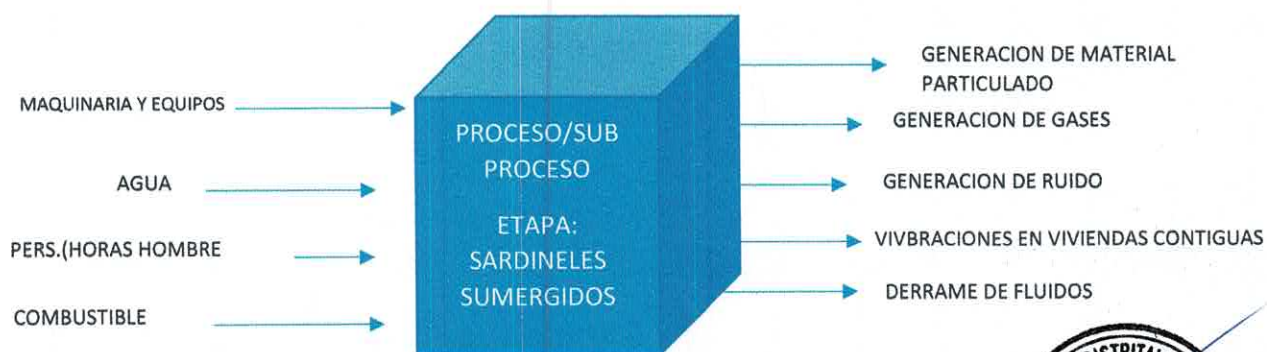 MAQUINARIA Y EQUIPOS
AGUA
PERS.(HORAS HOMBRE
COMBUSTIBLE
PROCESO/SUB
PROCESO
ETAPA:
SARDINELES
SUMERGIDOS
GENERACION DE MATERIAL
PARTICULADO
GENERACION DE GASES
GENERACION DE RUIDO
VIVBRACIONES EN VIVIENDAS CONTIGUAS
DERRAME DE FLUIDOS